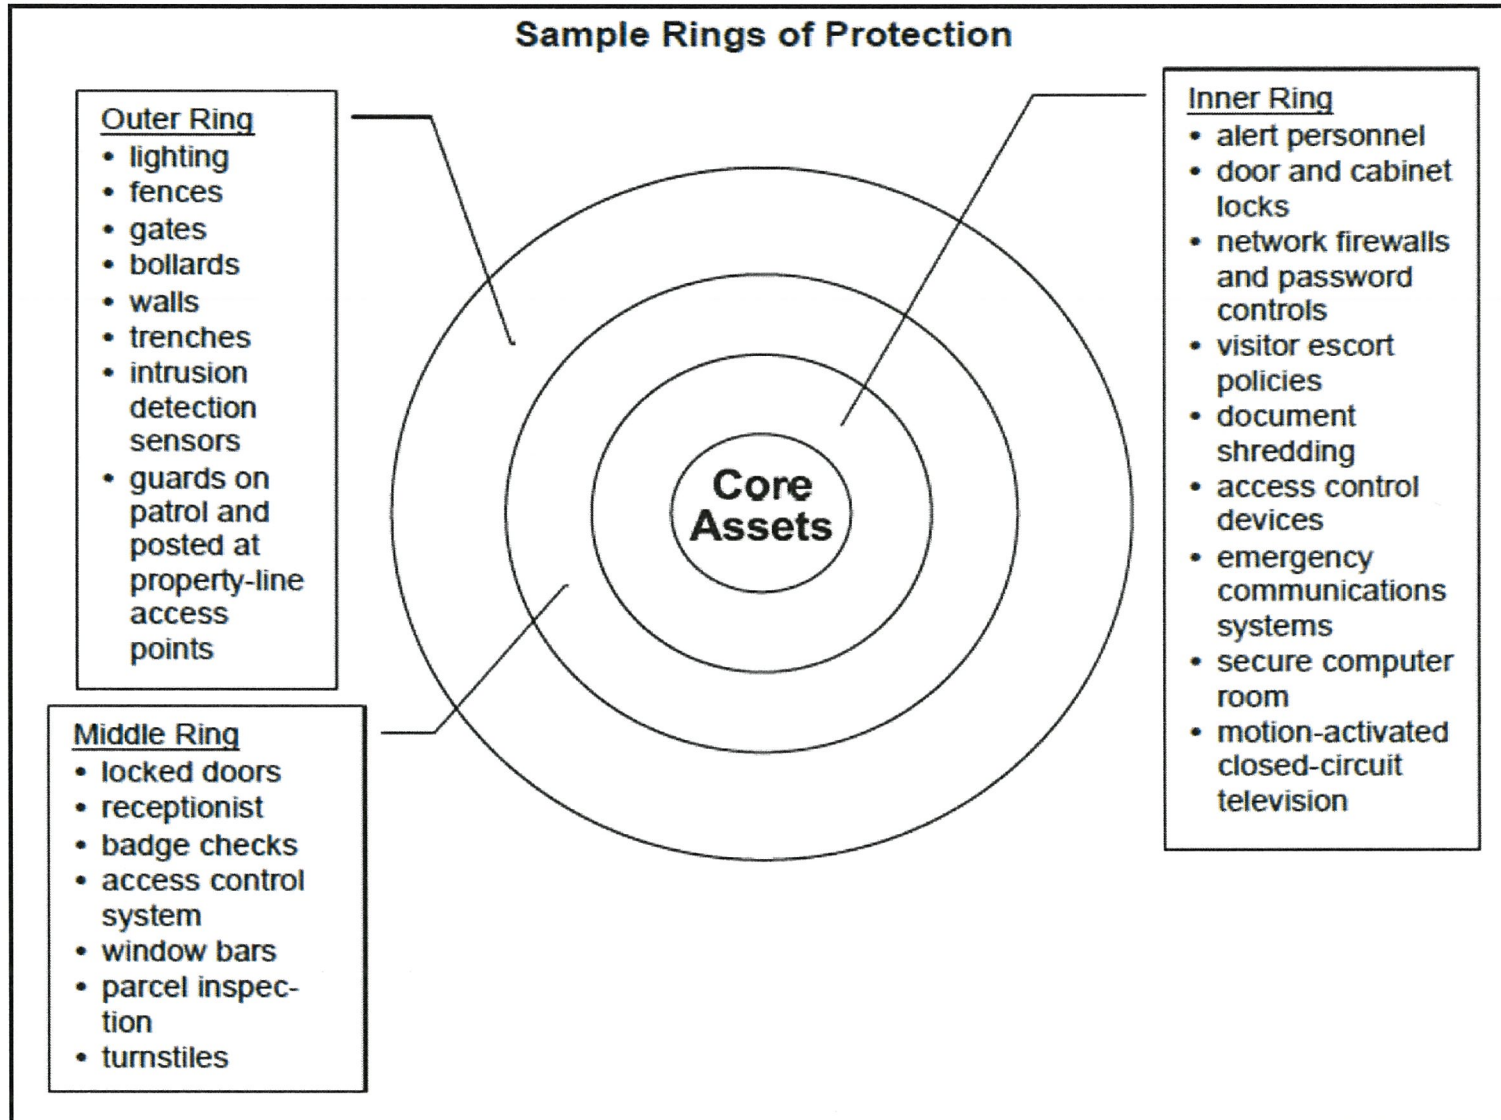 Sample Rings of Protection
Outer Ring
• lighting
• fences
• gates
• bollards
• walls
• trenches
• intrusion
detection
sensors
• guards on
patrol and
posted at
property-line
access
points
Middle Ring
• locked doors
• receptionist
• badge checks
• access control
system
• window bars
• parcel inspec-
tion
• turnstiles
Core
Assets
Inner Ring
• alert personnel
• door and cabinet
locks
• network firewalls
and password
controls
• visitor escort
policies
• document
shredding
• access control
devices
• emergency
communications
systems
• secure computer
room
• motion-activated
closed-circuit
television